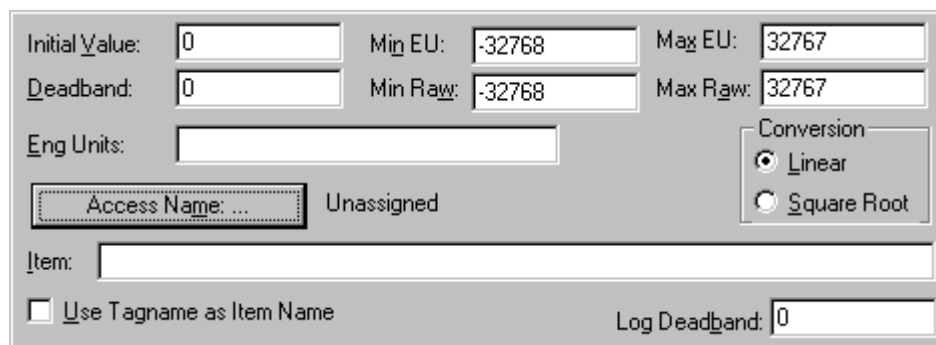 Initial Value: 0 Min EU: -32768 Max EU: 32767
Deadband: 0 Min Raw: -32768 Max Raw: 32767
Eng Units: Conversion
Linear
Access Name: ... Unassigned Square Root
Item:
Use Tagname as Item Name
Log Deadband: 0